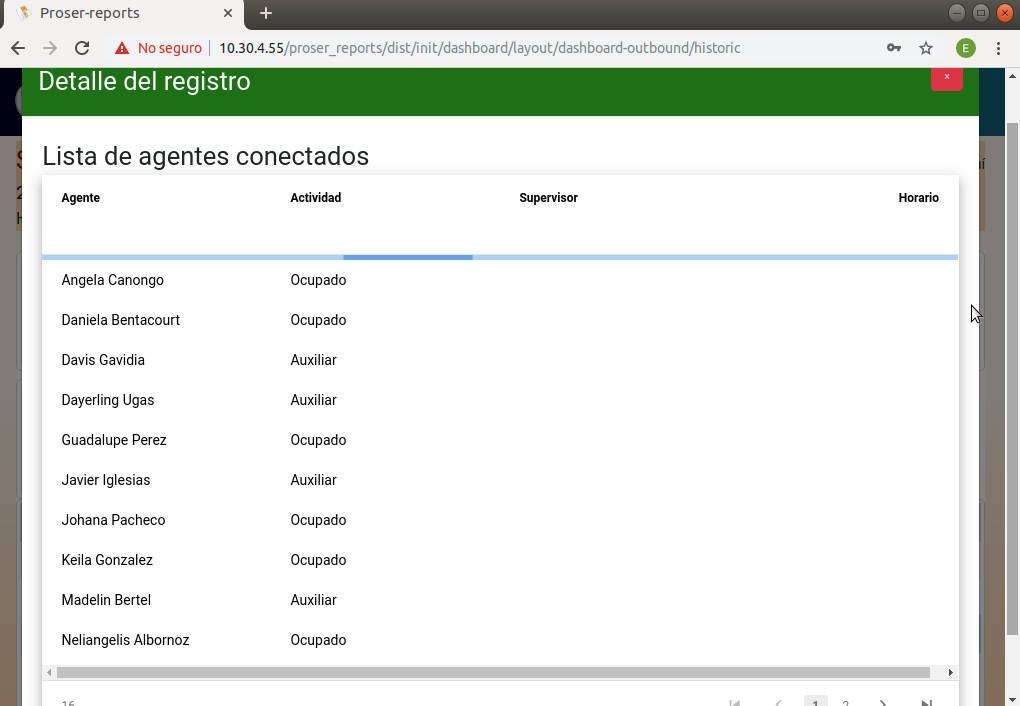 Proser-reports
No seguro 10.30.4.55/proser_reports/dist/init/dashboard/layout/dashboard-outbound/historic E
Detalle del registro ×
Lista de agentes conectados
Agente Actividad Supervisor Horario
Angela Canongo Ocupado
Daniela Bentacourt Ocupado
Davis Gavidia Auxiliar
Dayerling Ugas Auxiliar
Guadalupe Perez Ocupado
Javier Iglesias Auxiliar
Johana Pacheco Ocupado
Keila Gonzalez Ocupado
Madelin Bertel Auxiliar
Neliangelis Albornoz Ocupado
16 1 2